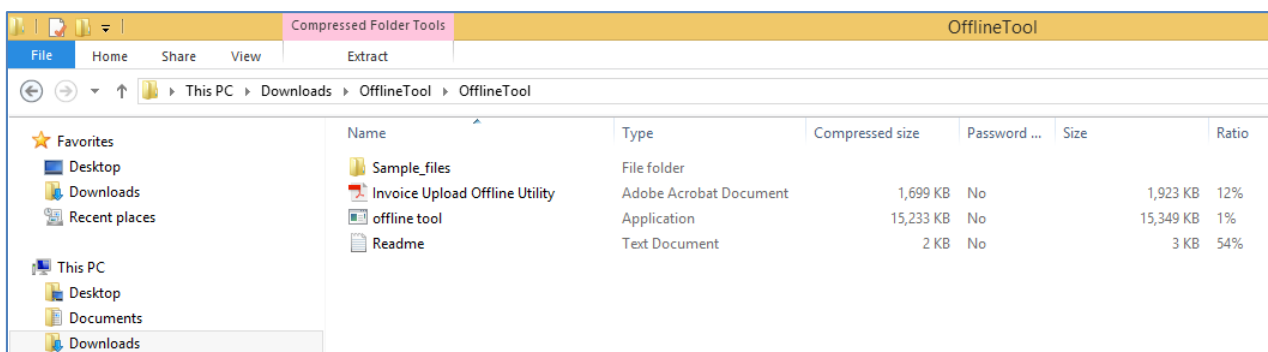 Compressed Folder Tools OfflineTool
File Home Share View Extract
This PC Downloads OfflineTool OfflineTool
Favorites
Desktop
Downloads
Recent places
This PC
Desktop
Documents
Downloads
Name Type Compressed size Password ... Size Ratio
Sample_files File folder
Invoice Upload Offline Utility Adobe Acrobat Document 1,699 KB No 1,923 KB 12%
offline tool Application 15,233 KB No 15,349 KB 1%
Readme Text Document 2 KB No 3 KB 54%